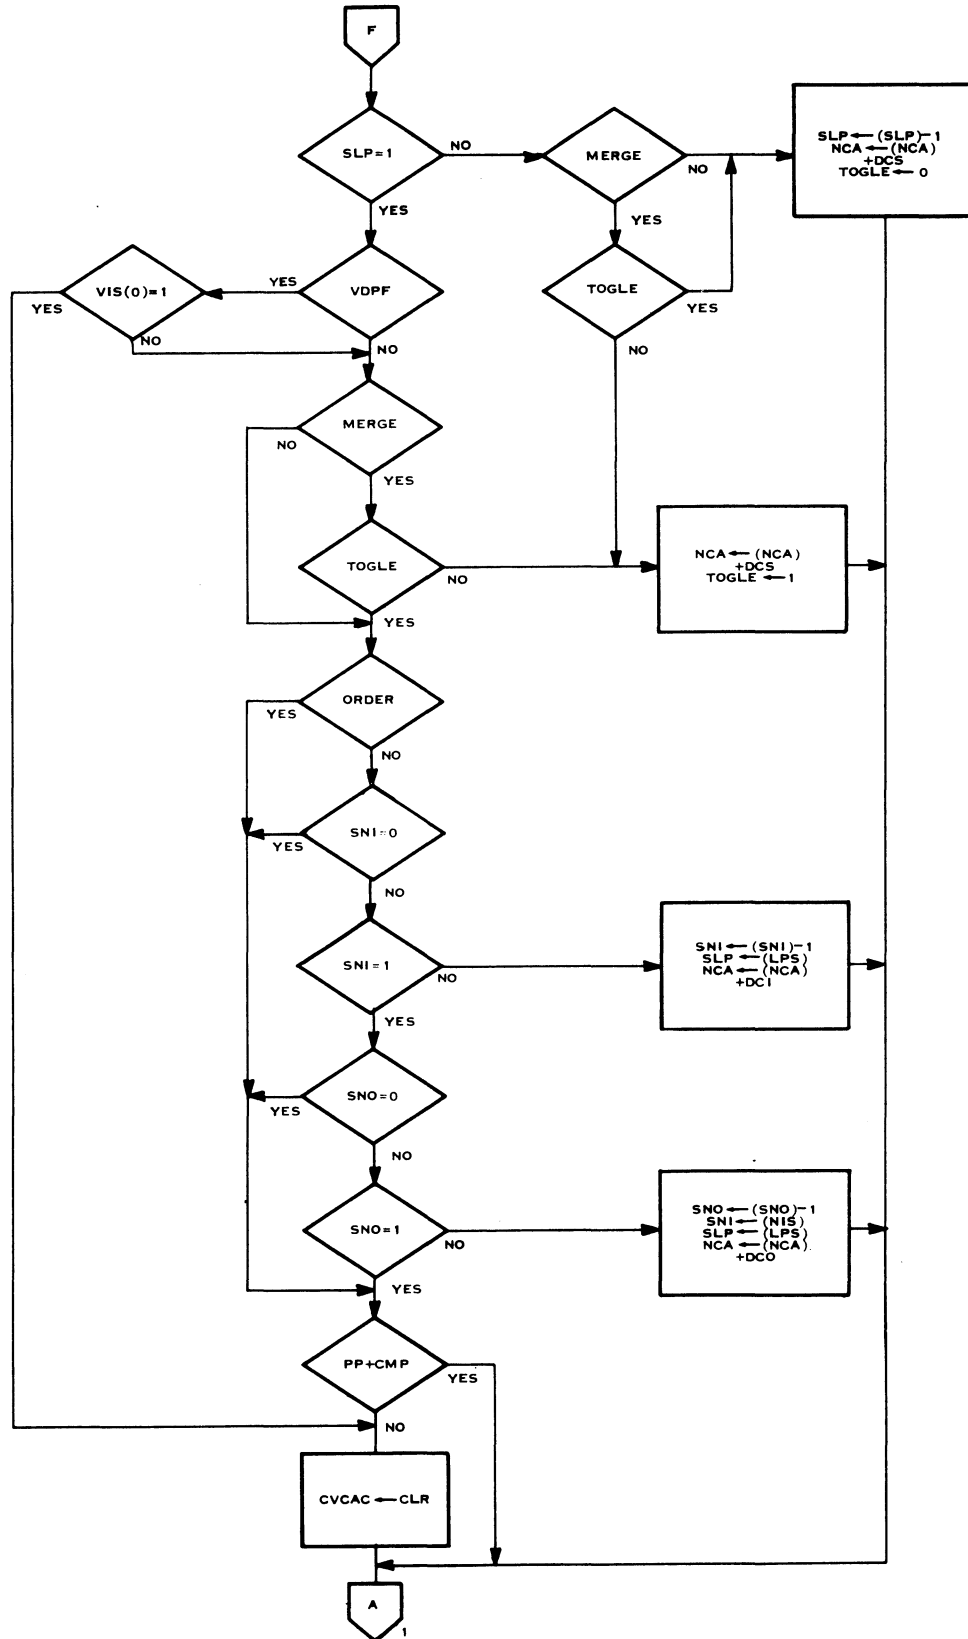 F
SLP=1
NO
MERGE
NO
SLP←(SLP)-1
NCA←(NCA)
+DCS
TOGLE←0
YES
YES
VIS(0)=1
YES
YES
VDPF
TOGLE
YES
NO
NO
NO
MERGE
NO
YES
TOGLE
NO
NCA←(NCA)
+DCS
TOGLE←1
YES
ORDER
YES
NO
SNI=0
YES
NO
SNI=1
NO
SNI←(SNI)-1
SLP←(LPS)
NCA←(NCA)
+DCI
YES
SNO=0
YES
NO
SNO=1
NO
SNO←(SNO)-1
SNI←(NIS)
SLP←(LPS)
NCA←(NCA)
+DCO
YES
PP+CMP
YES
NO
CVCAC←CLR
A
1